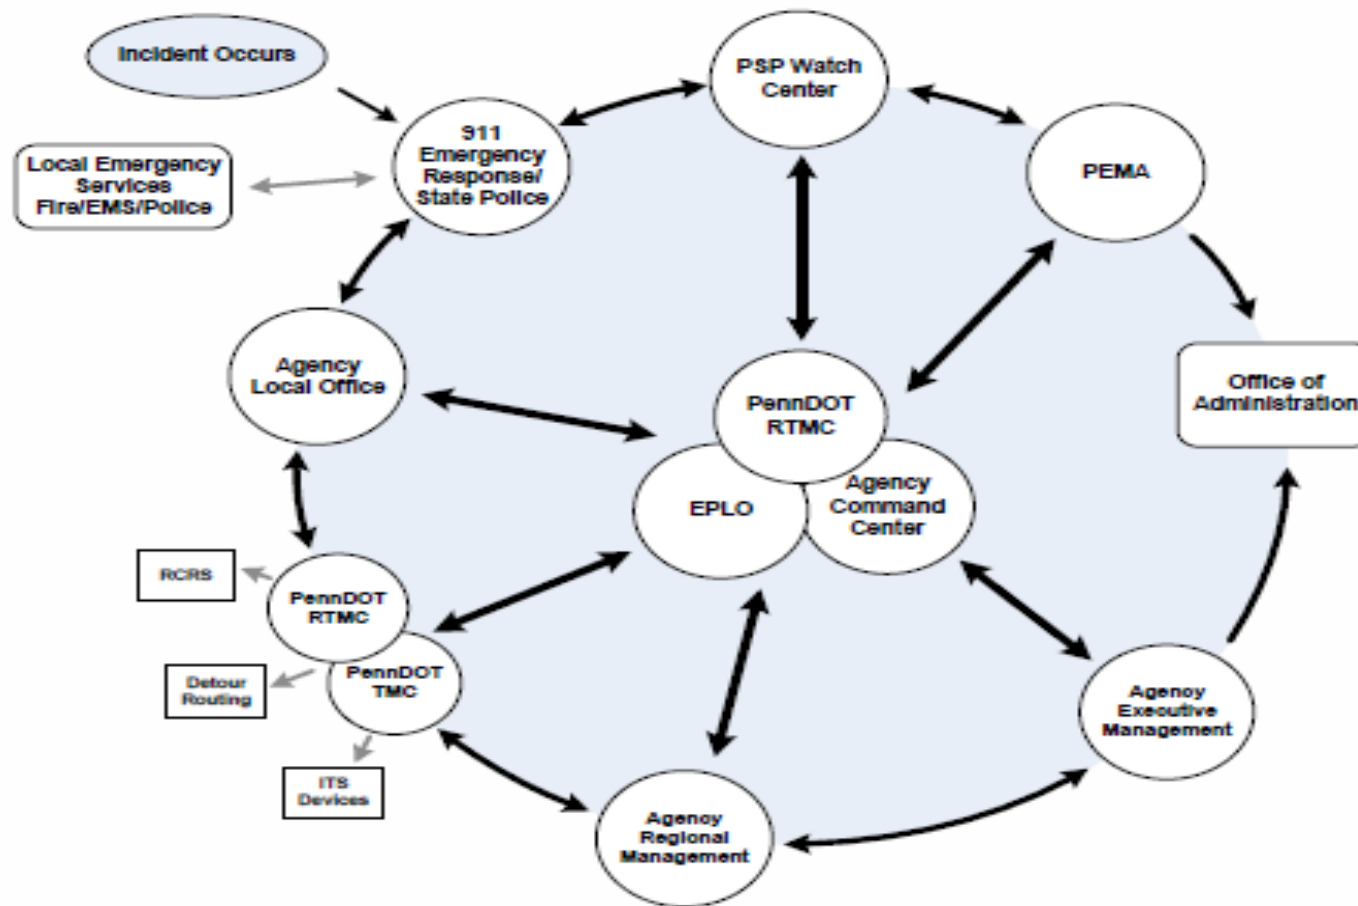 Incident Occurs
PSP Watch
Center
911
Emergency
Response/
State Police
Local Emergency
Services
Fire/EMS/Police
PEMA
Agency
Local Office
PennDOT
RTMC
Office of
Administration
EPLO
Agency
Command
Center
RCRS
PennDOT
RTMC
PennDOT
TMC
Detour
Routing
ITS
Devices
Agency
Executive
Management
Agency
Regional
Management